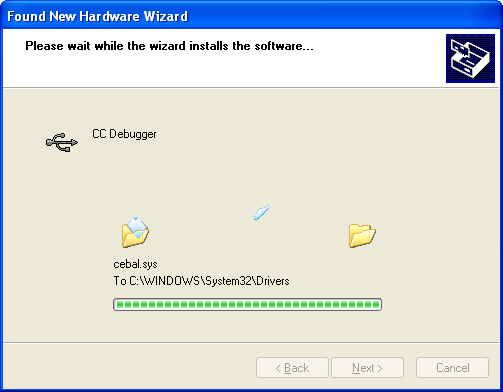 Found New Hardware Wizard
Please wait while the wizard installs the software...
CC Debugger
cebal.sys
To C:\WINDOWS\System32\Drivers
< Back Next > Cancel